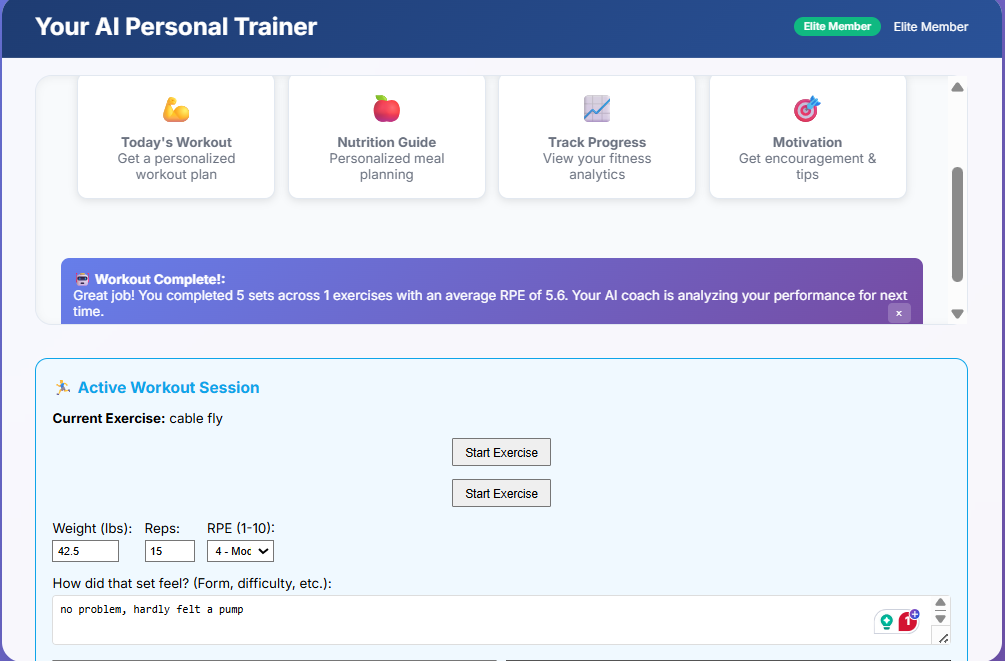 Your AI Personal Trainer
Elite Member
Elite Member
Today's Workout
Get a personalized
workout plan
Nutrition Guide
Personalized meal
planning
Track Progress
View your fitness
analytics
Motivation
Get encouragement &
tips
Workout Complete!:
Great job! You completed 5 sets across 1 exercises with an average RPE of 5.6. Your AI coach is analyzing your performance for next
time.
x
Active Workout Session
Current Exercise: cable fly
Start Exercise
Start Exercise
Weight (lbs): Reps: RPE (1-10):
42.5 15 4 - Moc
How did that set feel? (Form, difficulty, etc.):
no problem, hardly felt a pump
1